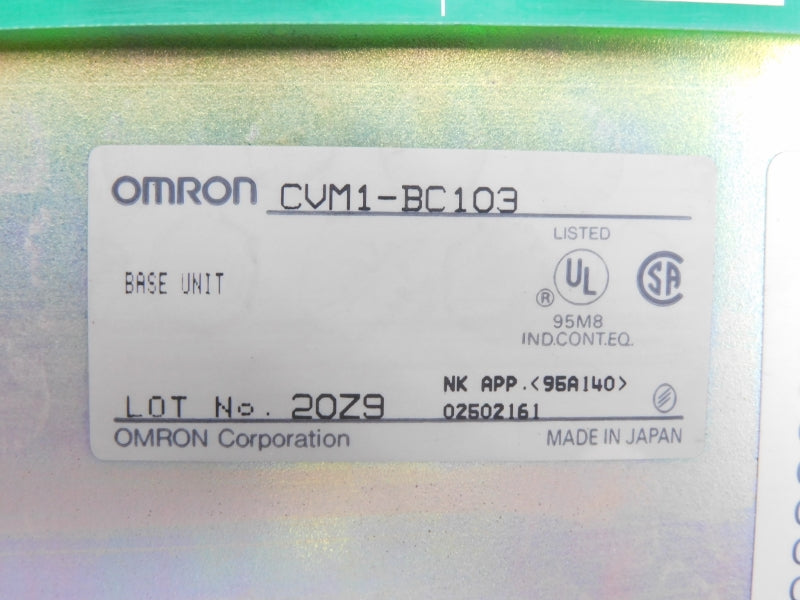 OMRON CVM1-BC103
LISTED
BASE UNIT
UL
SA
®
95M8
IND.CONT.EQ.
NK APP.<95A140>
LOT No. 20Z9
02502161
OMRON Corporation
MADE IN JAPAN